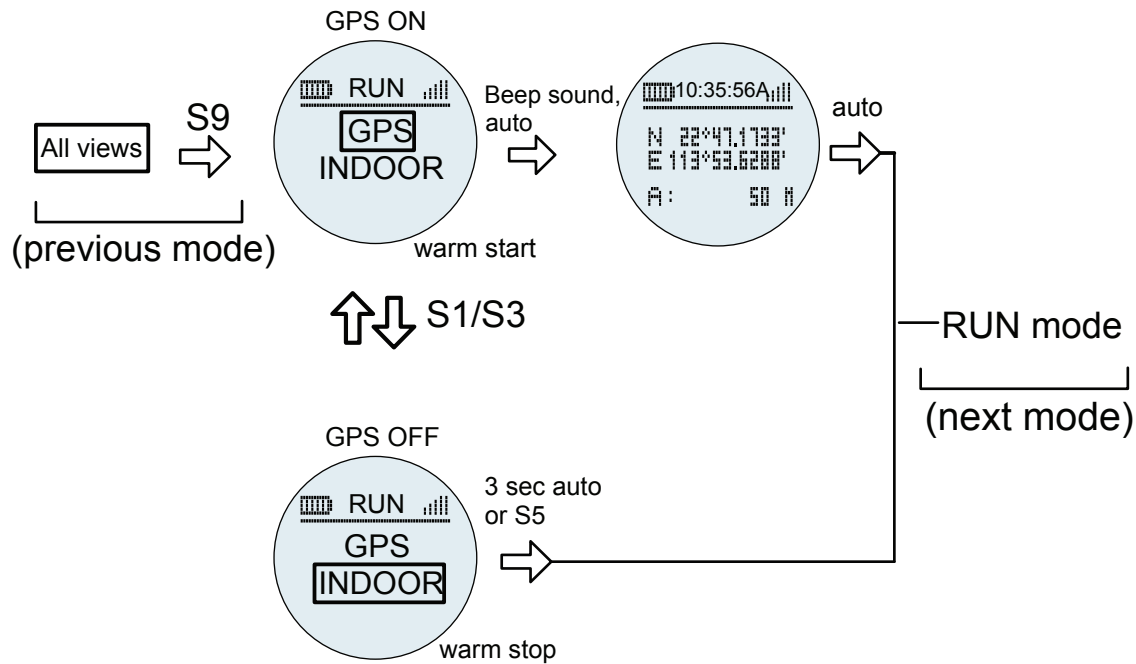 GPS ON
RUN
GPS
INDOOR
warm start
All views
S9
(previous mode)
Beep sound,
auto
10:35:56A
N 22°47.1733'
E 113°53.6288'
A: 50 M
auto
S1/S3
RUN mode
(next mode)
GPS OFF
RUN
GPS
INDOOR
warm stop
3 sec auto
or S5